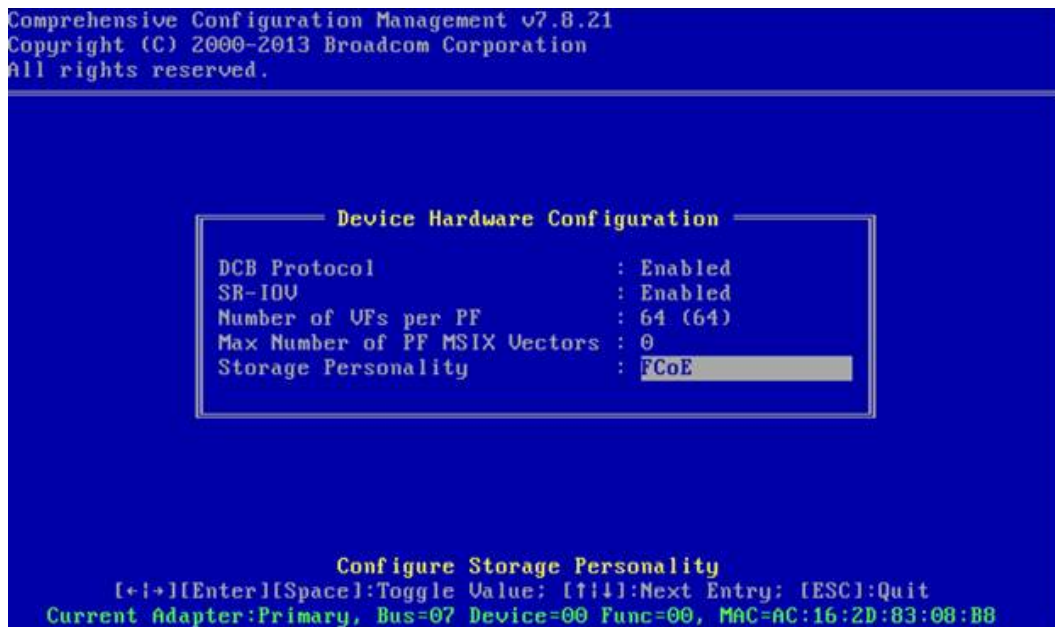 Comprehensive Configuration Management v7.8.21
Copyright (C) 2000-2013 Broadcom Corporation
All rights reserved.
Device Hardware Configuration
DCB Protocol : Enabled
SR-IOV : Enabled
Number of VFs per PF : 64 (64)
Max Number of PF MSIX Vectors : 0
Storage Personality : FCoE
Configure Storage Personality
[←|→][Enter][Space]:Toggle Value; [↑|↓]:Next Entry; [ESC]:Quit
Current Adapter:Primary, Bus=07 Device=00 Func=00, MAC=AC:16:2D:83:08:B8